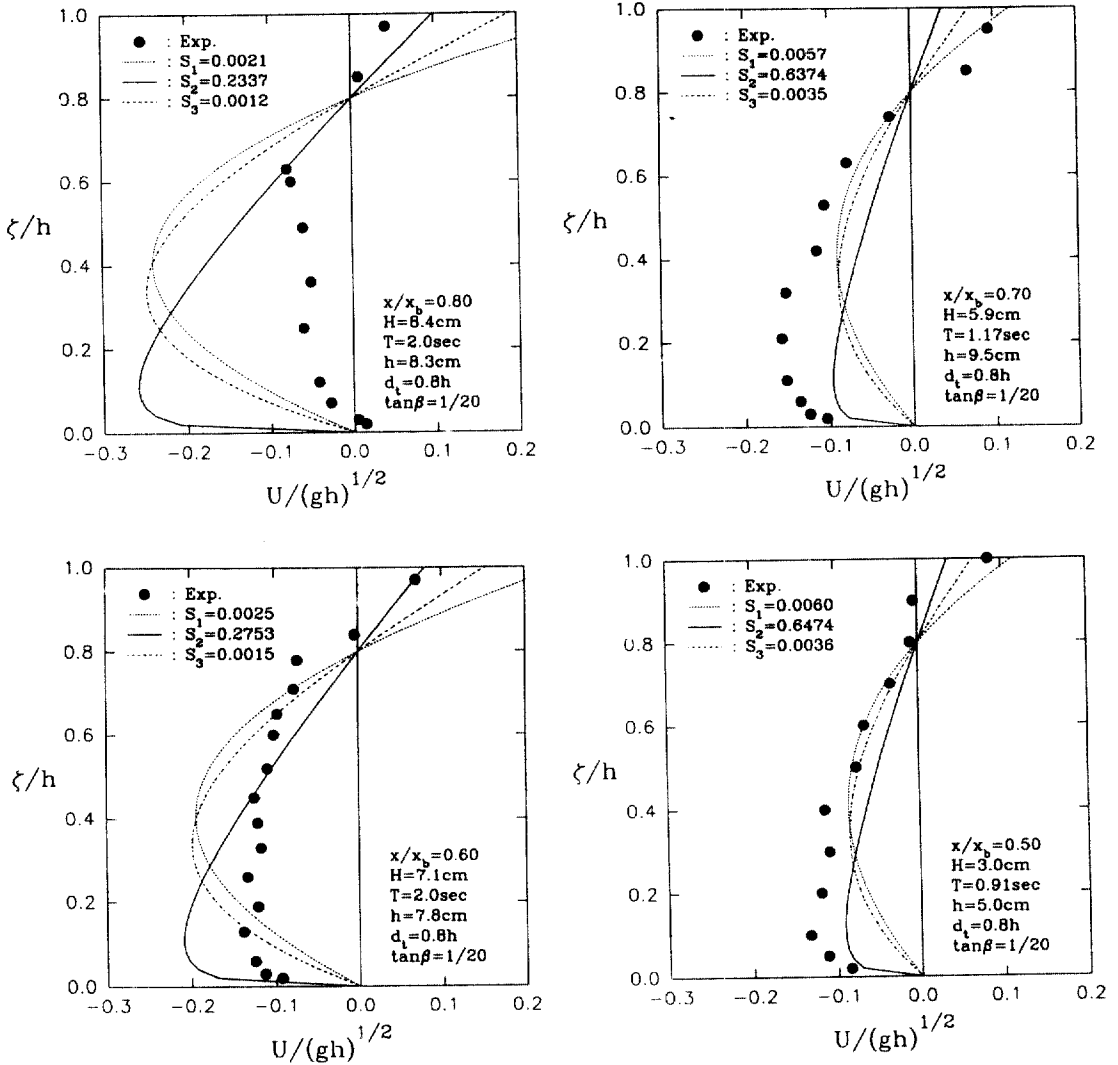 1.0
0.8
0.6
0.4
0.2
0.0
ζ/h
● : Exp.
: S₁=0.0021
: S₂=0.2337
: S₃=0.0012
x/x_b=0.80
H=8.4cm
T=2.0sec
h=8.3cm
d_t=0.8h
tanβ=1/20
−0.3 −0.2 −0.1 0.0 0.1 0.2
U/(gh)^1/2
1.0
0.8
0.6
0.4
0.2
0.0
ζ/h
● : Exp.
: S₁=0.0057
: S₂=0.6374
: S₃=0.0035
x/x_b=0.70
H=5.9cm
T=1.17sec
h=9.5cm
d_t=0.8h
tanβ=1/20
−0.3 −0.2 −0.1 0.0 0.1 0.2
U/(gh)^1/2
1.0
0.8
0.6
0.4
0.2
0.0
ζ/h
● : Exp.
: S₁=0.0025
: S₂=0.2753
: S₃=0.0015
x/x_b=0.60
H=7.1cm
T=2.0sec
h=7.8cm
d_t=0.8h
tanβ=1/20
−0.3 −0.2 −0.1 0.0 0.1 0.2
U/(gh)^1/2
1.0
0.8
0.6
0.4
0.2
0.0
ζ/h
● : Exp.
: S₁=0.0060
: S₂=0.6474
: S₃=0.0036
x/x_b=0.50
H=3.0cm
T=0.91sec
h=5.0cm
d_t=0.8h
tanβ=1/20
−0.3 −0.2 −0.1 0.0 0.1 0.2
U/(gh)^1/2